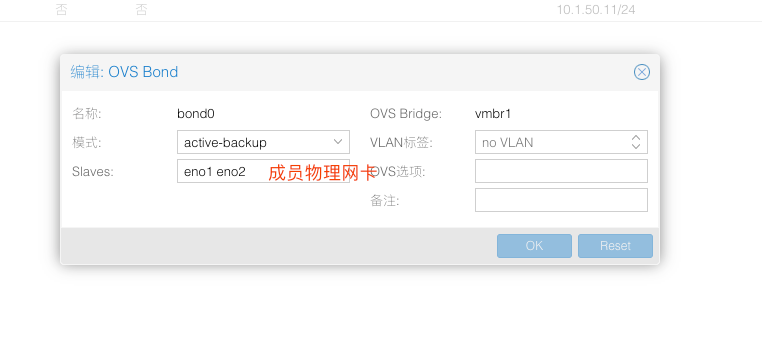 否 否 10.1.50.11/24
编辑: OVS Bond
名称: bond0 OVS Bridge: vmbr1
模式: active-backup VLAN标签: no VLAN
Slaves: eno1 eno2 成员物理网卡 OVS选项:
备注:
OK Reset